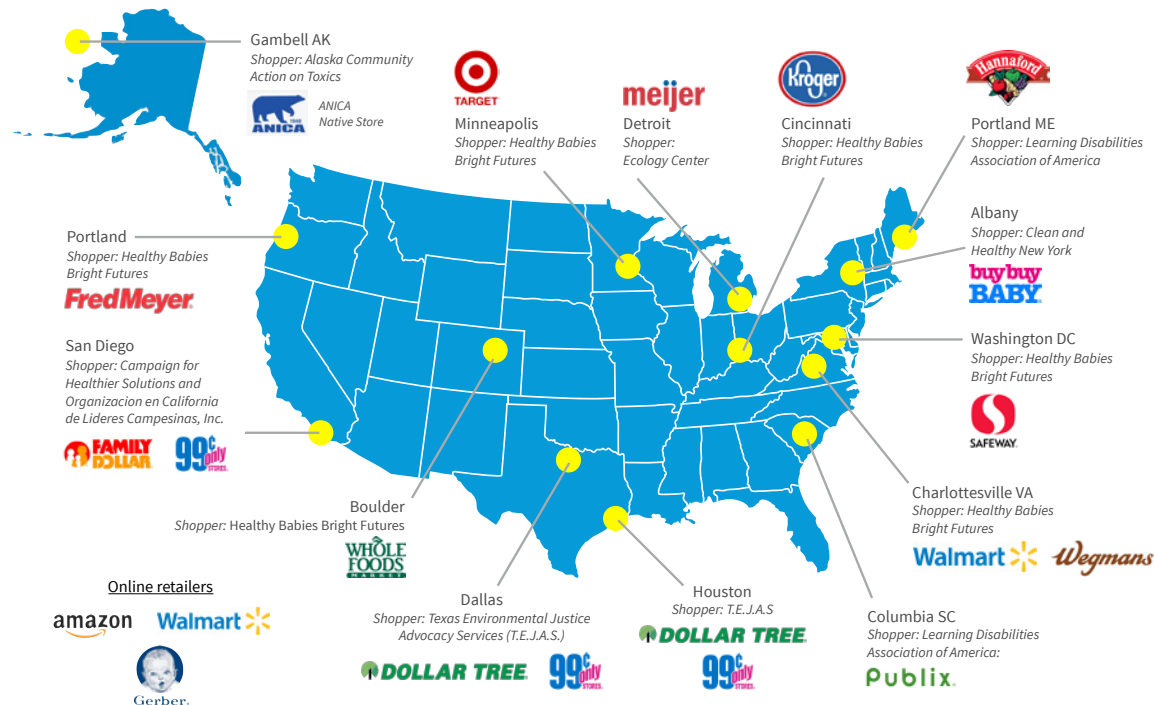 Gambell AK
Shopper: Alaska Community
Action on Toxics
1948
ANICA
ANICA
Native Store
TARGET
Minneapolis
Shopper: Healthy Babies
Bright Futures
meijer
Detroit
Shopper:
Ecology Center
Kroger
Cincinnati
Shopper: Healthy Babies
Bright Futures
Hannaford
Portland ME
Shopper: Learning Disabilities
Association of America
Albany
Shopper: Clean and
Healthy New York
buybuy
BABY
Portland
Shopper: Healthy Babies
Bright Futures
FredMeyer
Washington DC
Shopper: Healthy Babies
Bright Futures
SAFEWAY
San Diego
Shopper: Campaign for
Healthier Solutions and
Organizacion en California
de Lideres Campesinas, Inc.
FAMILY
DOLLAR
99¢ only
STORES
Charlottesville VA
Shopper: Healthy Babies
Bright Futures
Walmart
Wegmans
Boulder
Shopper: Healthy Babies Bright Futures
WHOLE
FOODS
MARKET
Online retailers
amazon
Walmart
Gerber
Dallas
Shopper: Texas Environmental Justice
Advocacy Services (T.E.J.A.S.)
DOLLAR TREE
99¢ only
STORES
Houston
Shopper: T.E.J.A.S
DOLLAR TREE
99¢ only
STORES
Columbia SC
Shopper: Learning Disabilities
Association of America:
Publix